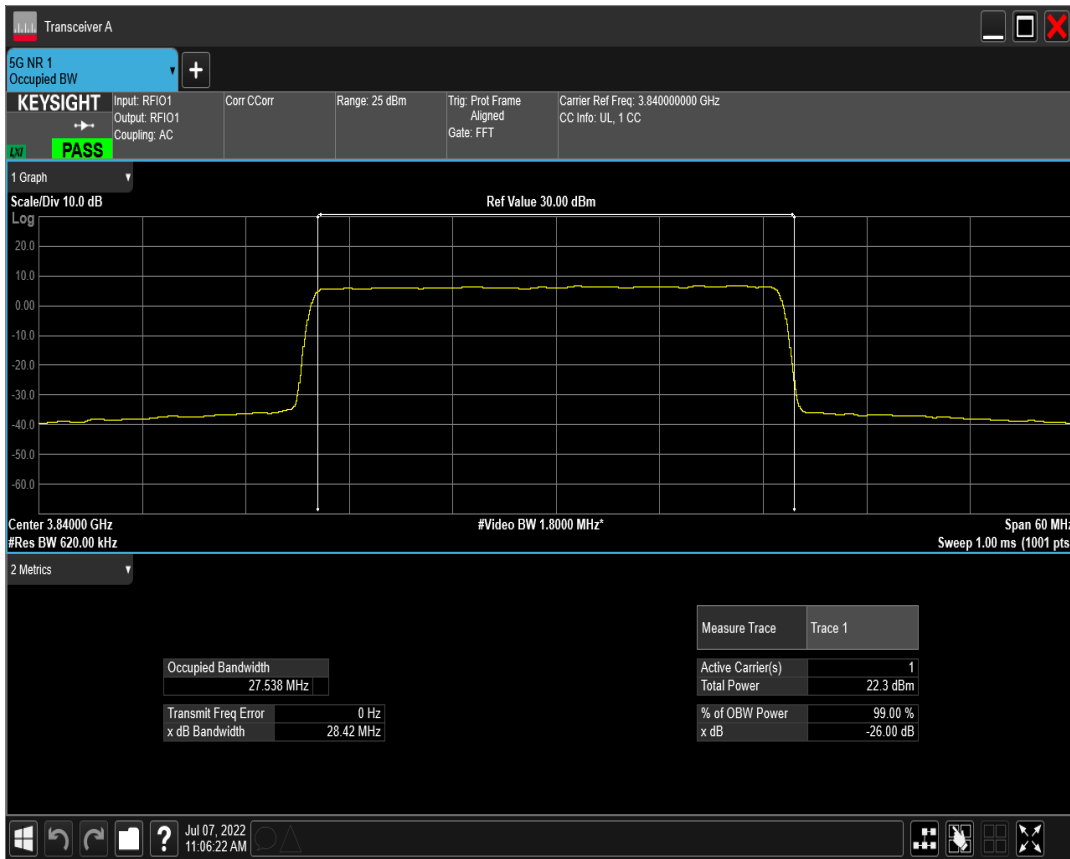 Transceiver A
5G NR 1
Occupied BW
KEYSIGHT
LXI
PASS
Input: RFIO1
Output: RFIO1
Coupling: AC
Corr CCorr
Range: 25 dBm
Trig: Prot Frame
Aligned
Gate: FFT
Carrier Ref Freq: 3.840000000 GHz
CC Info: UL, 1 CC
1 Graph
Scale/Div 10.0 dB
Ref Value 30.00 dBm
Log
20.0
10.0
0.00
-10.0
-20.0
-30.0
-40.0
-50.0
-60.0
Center 3.84000 GHz
#Video BW 1.8000 MHz*
Span 60 MHz
#Res BW 620.00 kHz
Sweep 1.00 ms (1001 pts
2 Metrics
Measure Trace Trace 1
Occupied Bandwidth
27.538 MHz
Active Carrier(s) 1
Total Power 22.3 dBm
Transmit Freq Error 0 Hz
x dB Bandwidth 28.42 MHz
% of OBW Power 99.00 %
x dB -26.00 dB
Jul 07, 2022
11:06:22 AM